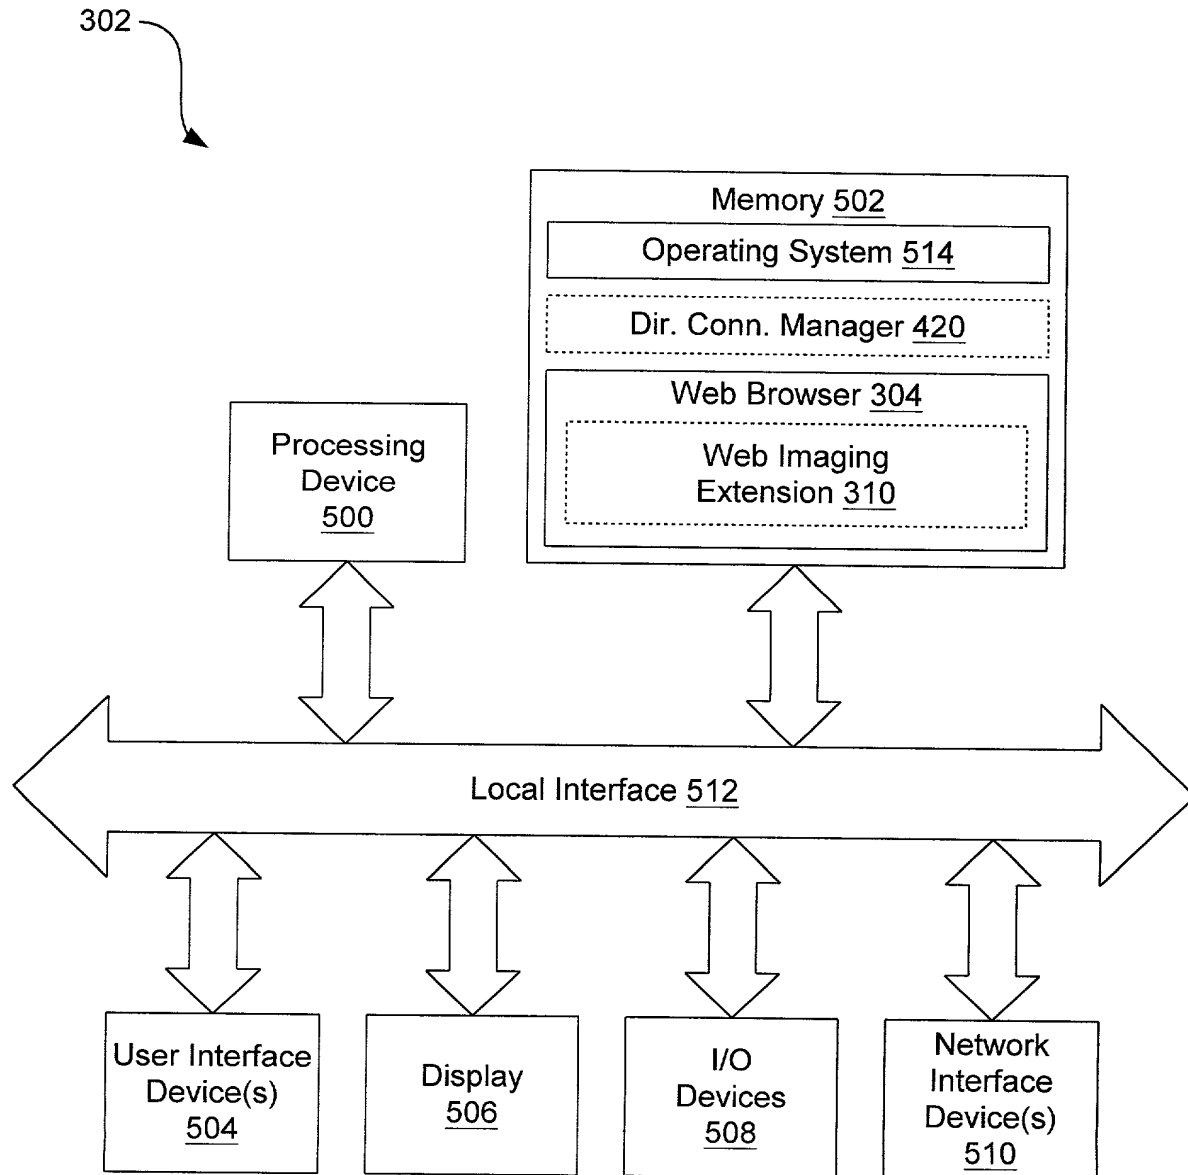 302
Memory 502
Operating System 514
Dir. Conn. Manager 420
Web Browser 304
Web Imaging
Extension 310
Processing
Device
500
Local Interface 512
User Interface
Device(s)
504
Display
506
I/O
Devices
508
Network
Interface
Device(s)
510